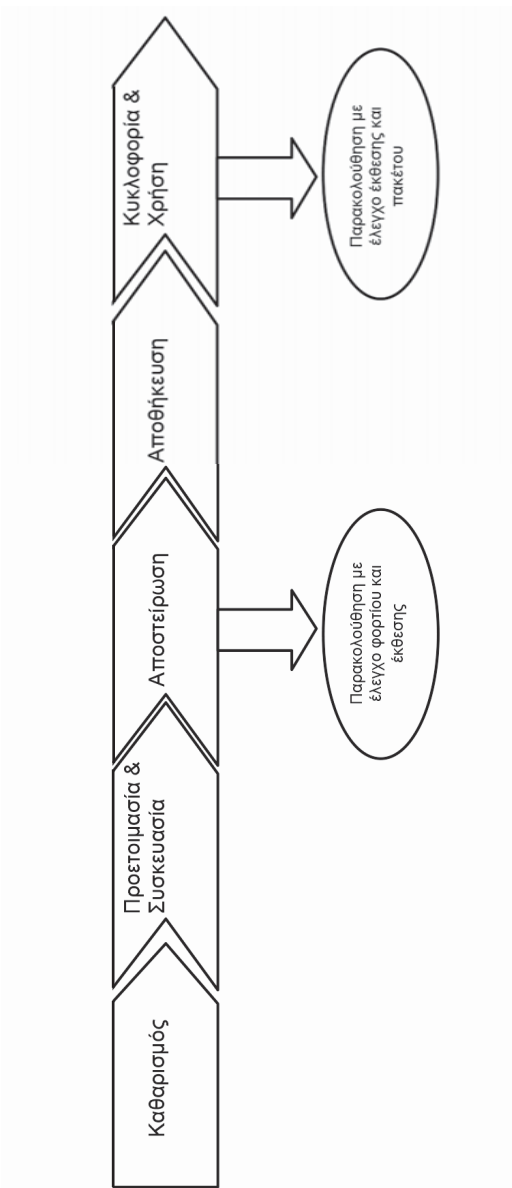 Καθαρισμός
Προετοιμασία &
Συσκευασία
Αποστείρωση
Αποθήκευση
Κυκλοφορία &
Χρήση
Παρακολούθηση με
έλεγχο φορτίου και
έκθεσης
Παρακολούθηση με
έλεγχο έκθεσης και
πακέτου